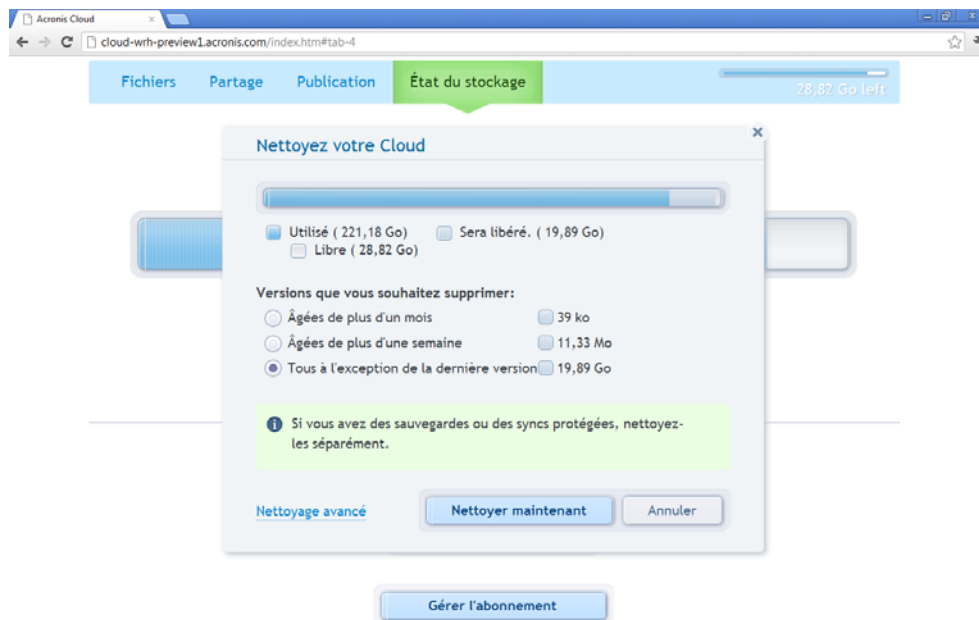 Acronis Cloud
cloud-wrh-preview1.acronis.com/index.htm#tab-4
Fichiers Partage Publication État du stockage
28,82 Go left
Nettoyez votre Cloud
Utilisé ( 221,18 Go) Sera libéré. ( 19,89 Go)
Libre ( 28,82 Go)
Versions que vous souhaitez supprimer:
Âgées de plus d'un mois 39 ko
Âgées de plus d'une semaine 11,33 Mo
Tous à l'exception de la dernière version 19,89 Go
Si vous avez des sauvegardes ou des syncs protégées, nettoyez-
les séparément.
Nettoyage avancé Nettoyer maintenant Annuler
Gérer l'abonnement